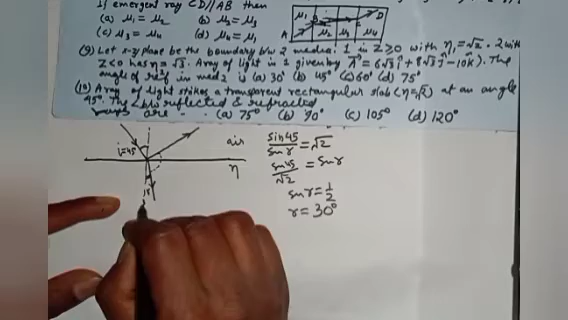 If emergent ray CD//AB then
(a) μ₁=μ₂ (b) μ₂=μ₃
(c) μ₃=μ₄ (d) μ₄=μ₁
μ₁ μ₂ μ₃ μ₄
A B D
(9) Let x-y plane be the boundary b/w 2 media. 1 in Z≥0 with η₁=√2. 2 with
Z<0 has η=√3. A ray of light in 1 given by A = 6√3 î + 8√3 ĵ - 10k̂). The
angle of ref in med 2 is (a) 30° (b) 45° (c) 60° (d) 75°
(10) A ray of light strikes a transparent rectangular slab (η=√2) at an angle
45°. The reflected & refracted
rays are (a) 75° (b) 90° (c) 105° (d) 120°
i=45 air
η
sin45/sinr = √2
sin45/√2 = sinr
sinr = 1/2
r = 30°